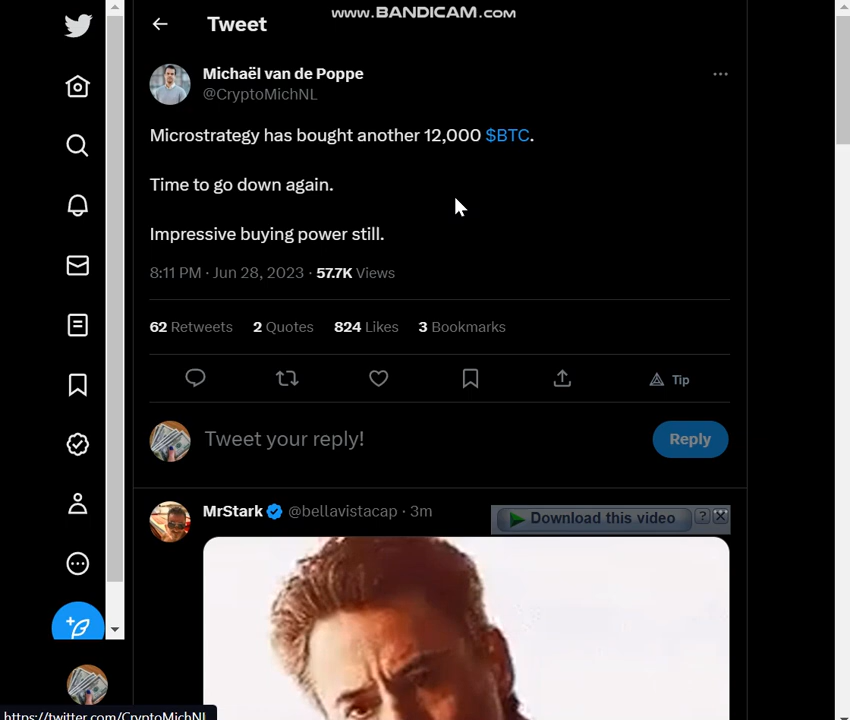 www.BANDICAM.com
Tweet
Michaël van de Poppe
@CryptoMichNL
Microstrategy has bought another 12,000 $BTC.
Time to go down again.
Impressive buying power still.
8:11 PM · Jun 28, 2023 · 57.7K Views
62 Retweets 2 Quotes 824 Likes 3 Bookmarks
Tip
Tweet your reply!
Reply
MrStark @bellavistacap · 3m
Download this video ? X
https://twitter.com/CryptoMichNL